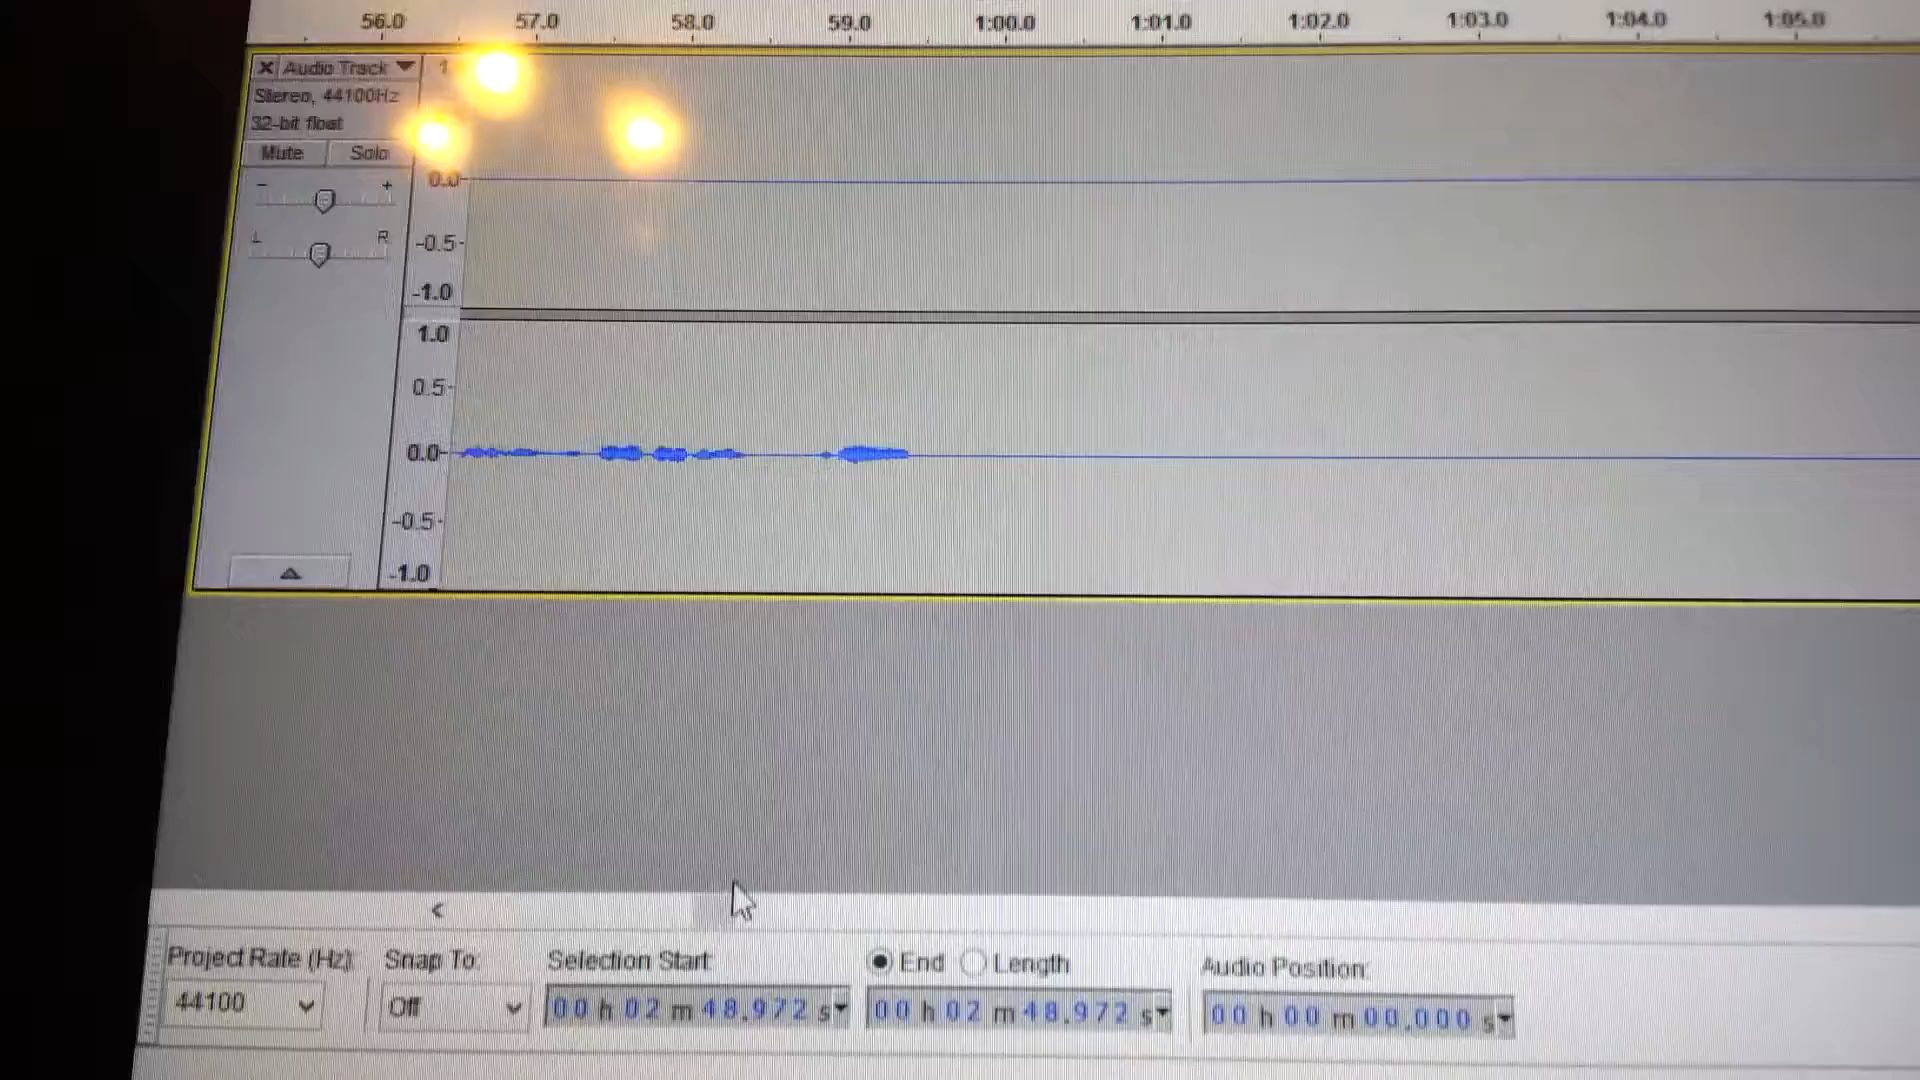 56.0 57.0 58.0 59.0 1:00.0 1:01.0 1:02.0 1:03.0 1:04.0 1:05.0
X Audio Track 1
Stereo, 44100Hz
32-bit float
Mute Solo
0.0
- +
L R
-0.5
-1.0
1.0
0.5
0.0
-0.5
-1.0
Project Rate (Hz): Snap To: Selection Start: End Length Audio Position:
44100 Off 00 h 02 m 48.972 s 00 h 02 m 48.972 s 00 h 00 m 00.000 s